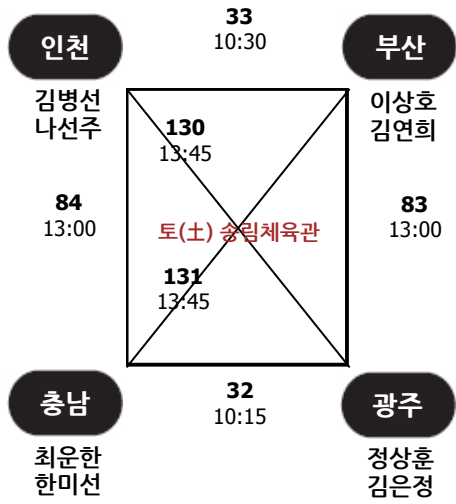 33
10:30
인천
부산
김병선
나선주
이상호
김연희
130
13:45
84
13:00
83
13:00
토(土) 송림체육관
131
13:45
충남
32
10:15
광주
최운한
한미선
정상훈
김은정